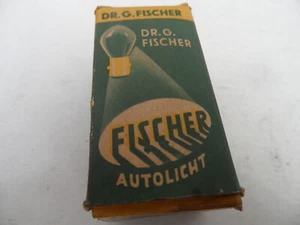 DR.G.FISCHER
DR.G.
FISCHER
FISCHER
AUTOLICHT